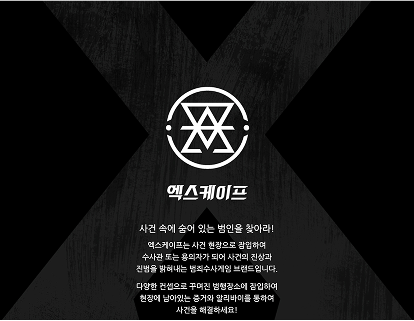 엑스케이프
사건 속에 숨어 있는 범인을 찾아라!
엑스케이프는 사건 현장으로 잠입하여
수사관 또는 용의자가 되어 사건의 진상과
진범을 밝혀내는 범죄수사게임 브랜드입니다.
다양한 컨셉으로 꾸며진 범행장소에 잠입하여
현장에 남아있는 증거와 알리바이를 통하여
사건을 해결하세요!